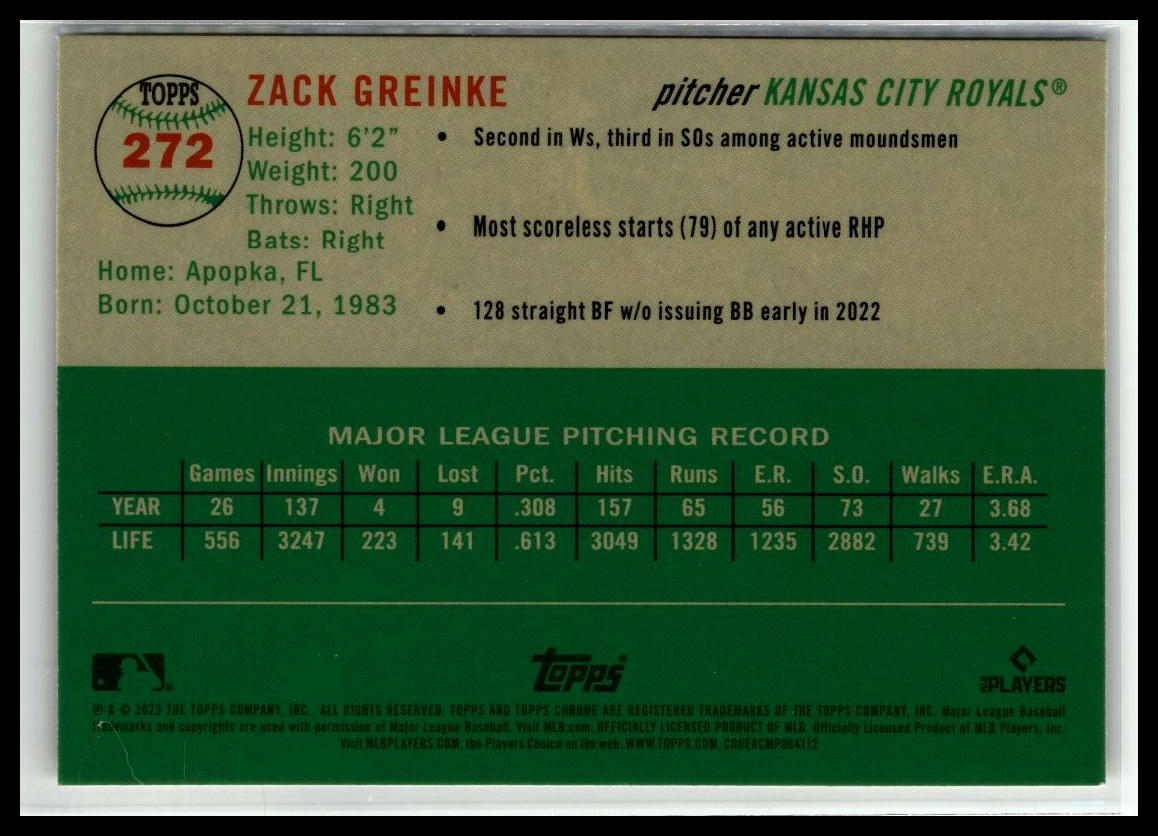 TOPPS
272
ZACK GREINKE
pitcher KANSAS CITY ROYALS®
Height: 6'2"
Weight: 200
Throws: Right
Bats: Right
Home: Apopka, FL
Born: October 21, 1983
• Second in Ws, third in SOs among active moundsmen
• Most scoreless starts (79) of any active RHP
• 128 straight BF w/o issuing BB early in 2022
MAJOR LEAGUE PITCHING RECORD
Games Innings Won Lost Pct. Hits Runs E.R. S.O. Walks E.R.A.
YEAR 26 137 4 9 .308 157 65 56 73 27 3.68
LIFE 556 3247 223 141 .613 3049 1328 1235 2882 739 3.42
Topps®
MLB PLAYERS
℗ & © 2023 THE TOPPS COMPANY, INC. ALL RIGHTS RESERVED. TOPPS AND TOPPS CHROME ARE REGISTERED TRADEMARKS OF THE TOPPS COMPANY, INC. Major League Baseball
trademarks and copyrights are used with permission of Major League Baseball. Visit MLB.com. OFFICIALLY LICENSED PRODUCT OF MLB. Officially Licensed Product of MLB Players, Inc.
Visit MLBPLAYERS.COM, the Players Choice on the web. WWW.TOPPS.COM. CODE#CMP084112